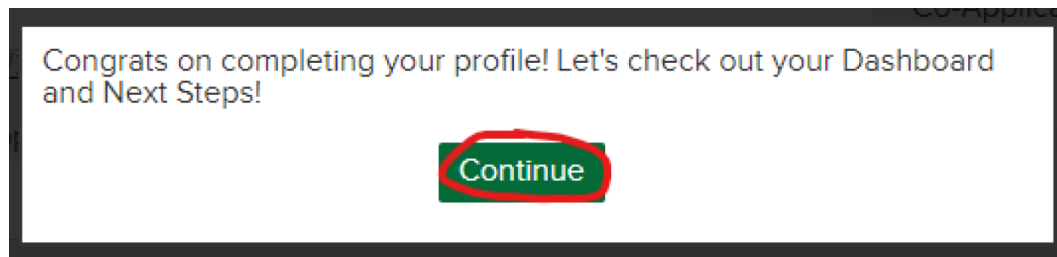 Congrats on completing your profile! Let's check out your Dashboard
and Next Steps!
Continue